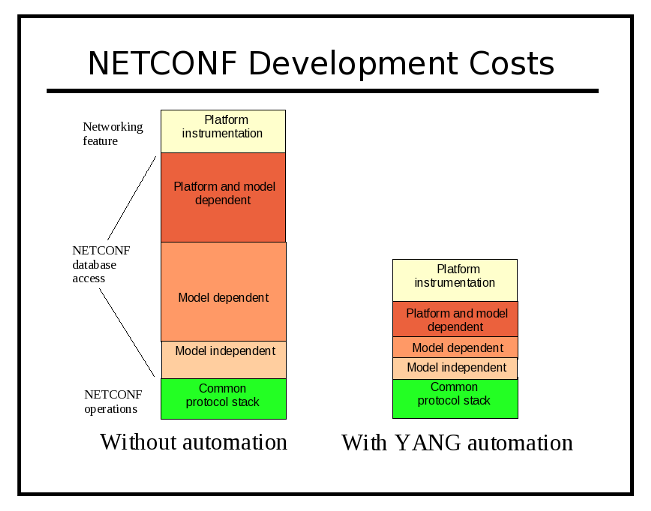 NETCONF Development Costs
Networking
feature
NETCONF
database
access
NETCONF
operations
Platform
instrumentation
Platform and model
dependent
Model dependent
Model independent
Common
protocol stack
Without automation
Platform
instrumentation
Platform and model
dependent
Model dependent
Model independent
Common
protocol stack
With YANG automation